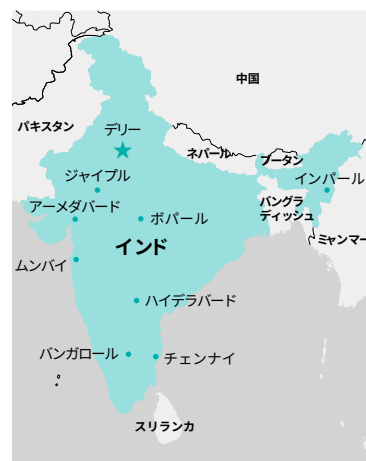 中国
パキスタン
デリー
ネパール
ブータン
ジャイプル
インパール
アーメダバード
バングラ
ディッシュ
ボパール
ミャンマー
インド
ムンバイ
ハイデラバード
バンガロール
チェンナイ
スリランカ